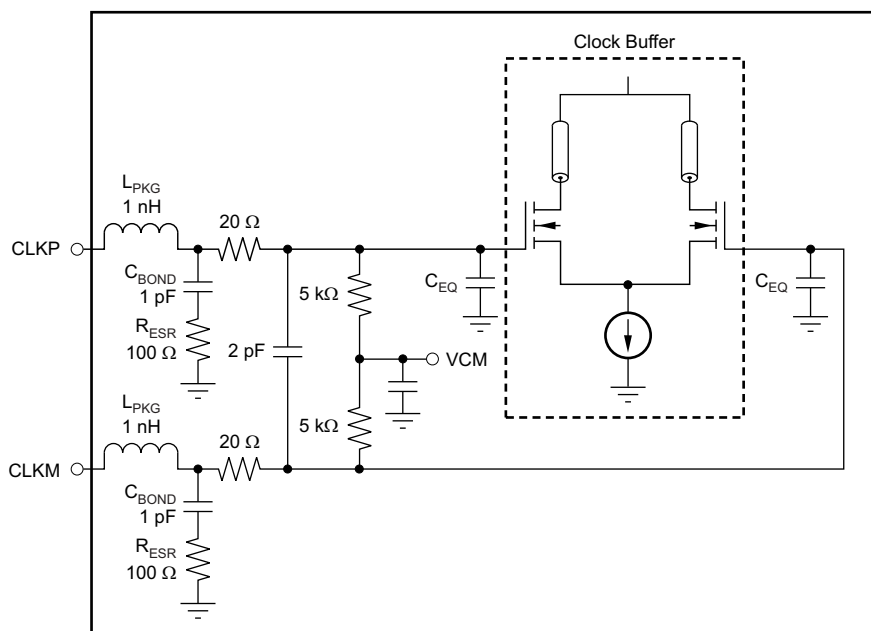 Clock Buffer
L_PKG
1 nH
20 Ω
CLKP
C_BOND
1 pF
5 kΩ
C_EQ
C_EQ
R_ESR
100 Ω
2 pF
VCM
L_PKG
1 nH
20 Ω
5 kΩ
CLKM
C_BOND
1 pF
R_ESR
100 Ω